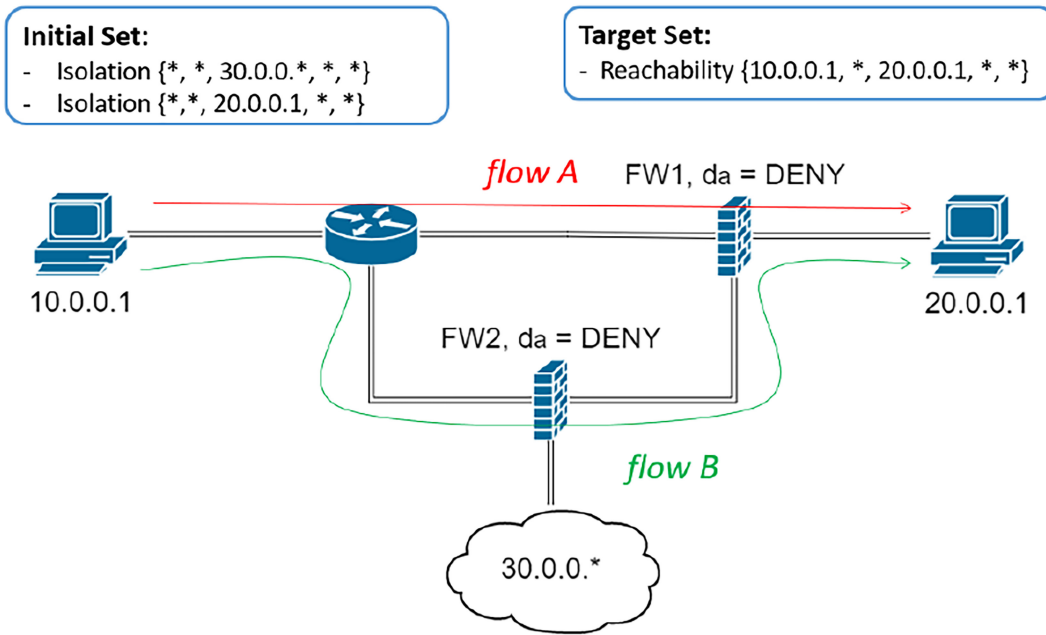 Initial Set:
- Isolation {*, *, 30.0.0.*, *, *}
- Isolation {*,*, 20.0.0.1, *, *}
Target Set:
- Reachability {10.0.0.1, *, 20.0.0.1, *, *}
flow A
FW1, da = DENY
10.0.0.1
20.0.0.1
FW2, da = DENY
flow B
30.0.0.*